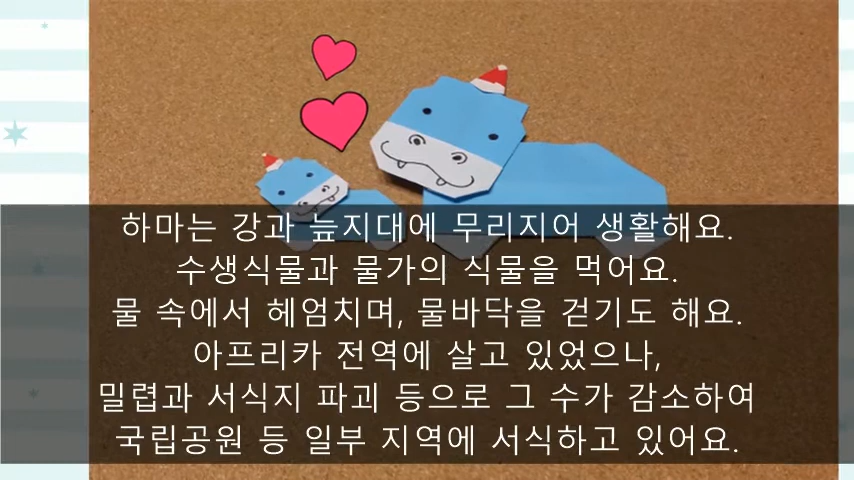 하마는 강과 늪지대에 무리지어 생활해요.
수생식물과 물가의 식물을 먹어요.
물 속에서 헤엄치며, 물바닥을 걷기도 해요.
아프리카 전역에 살고 있었으나,
밀렵과 서식지 파괴 등으로 그 수가 감소하여
국립공원 등 일부 지역에 서식하고 있어요.